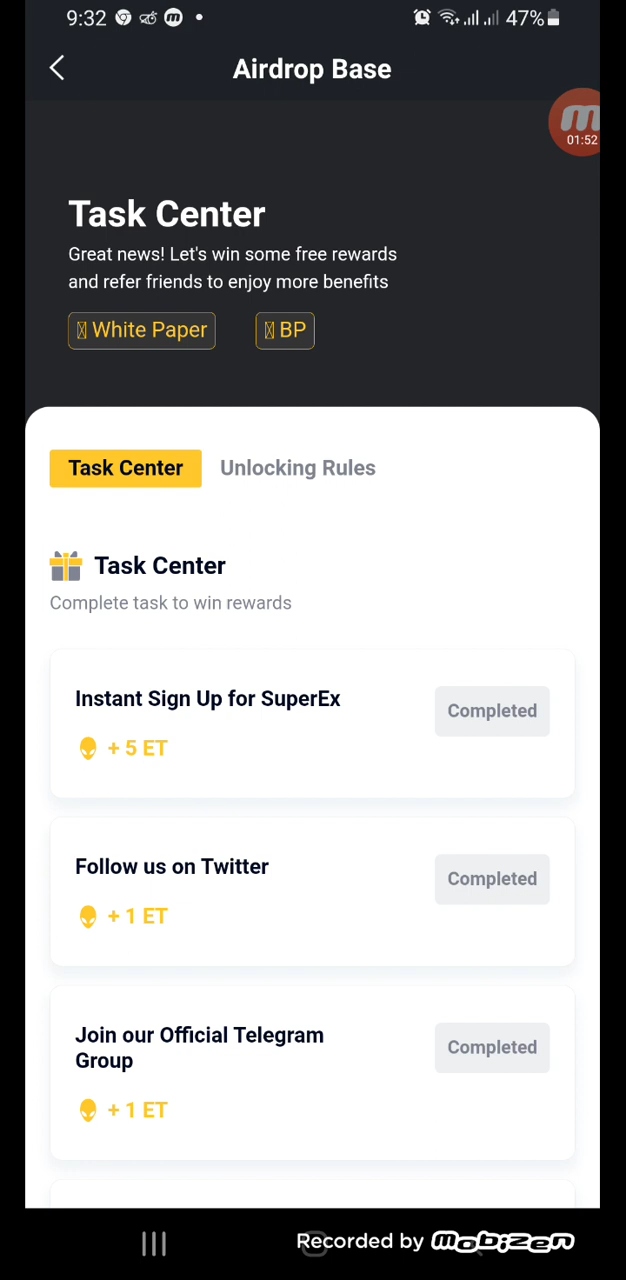 9:32
47%
Airdrop Base
01:52
Task Center
Great news! Let's win some free rewards
and refer friends to enjoy more benefits
White Paper
BP
Task Center
Unlocking Rules
Task Center
Complete task to win rewards
Instant Sign Up for SuperEx
Completed
+ 5 ET
Follow us on Twitter
Completed
+ 1 ET
Join our Official Telegram
Group
Completed
+ 1 ET
Recorded by mobizen